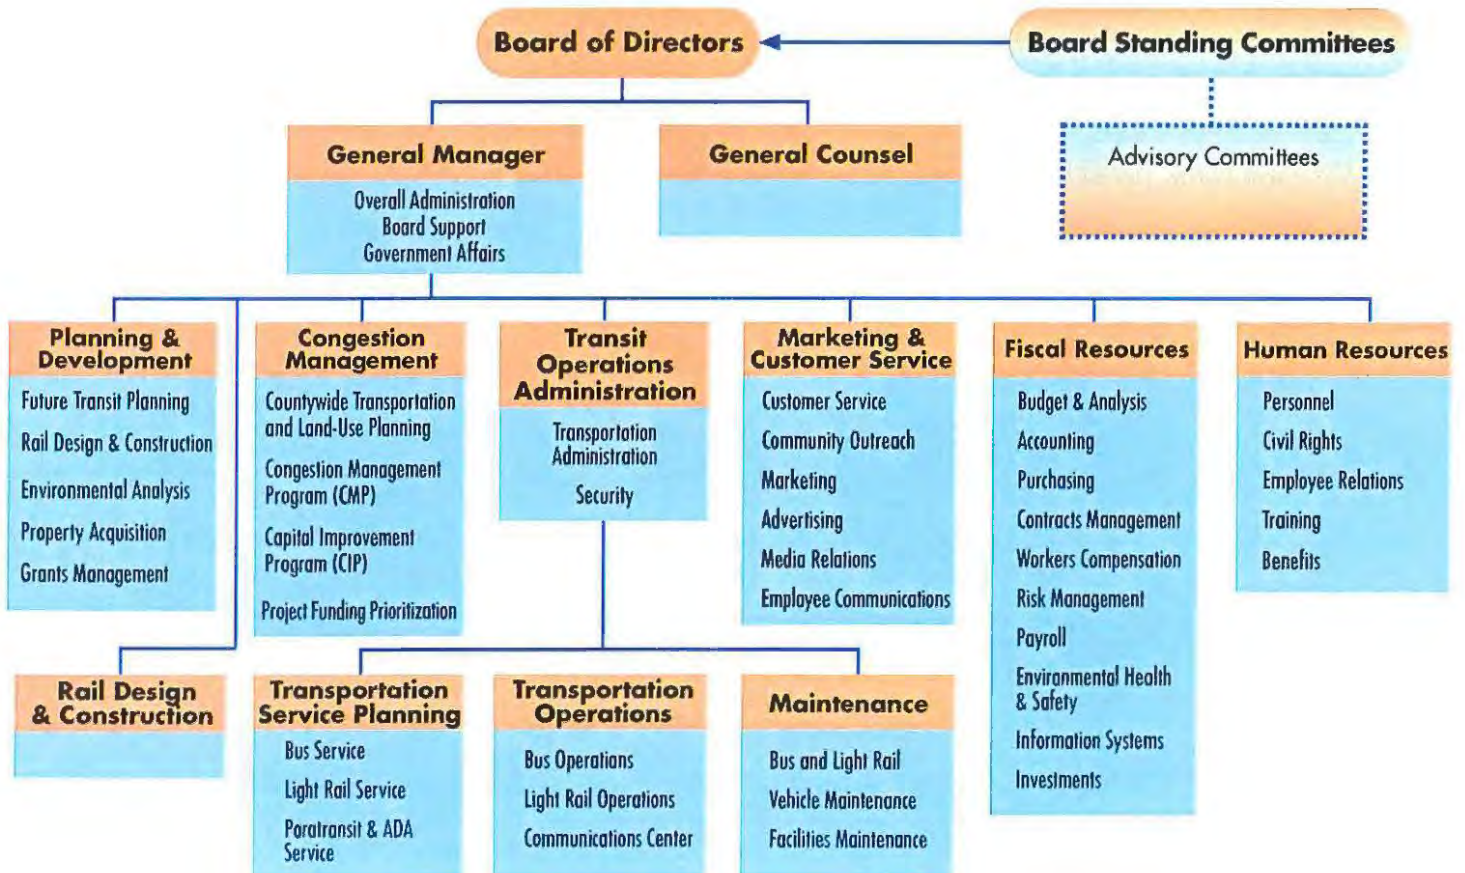 Board of Directors
Board Standing Committees
General Manager
Overall Administration
Board Support
Government Affairs
General Counsel
Advisory Committees
Planning &
Development
Future Transit Planning
Rail Design & Construction
Environmental Analysis
Property Acquisition
Grants Management
Congestion
Management
Countywide Transportation
and Land-Use Planning
Congestion Management
Program (CMP)
Capital Improvement
Program (CIP)
Project Funding Prioritization
Transit
Operations
Administration
Transportation
Administration
Security
Marketing &
Customer Service
Customer Service
Community Outreach
Marketing
Advertising
Media Relations
Employee Communications
Fiscal Resources
Budget & Analysis
Accounting
Purchasing
Contracts Management
Workers Compensation
Risk Management
Payroll
Environmental Health
& Safety
Information Systems
Investments
Human Resources
Personnel
Civil Rights
Employee Relations
Training
Benefits
Rail Design
& Construction
Transportation
Service Planning
Bus Service
Light Rail Service
Paratransit & ADA
Service
Transportation
Operations
Bus Operations
Light Rail Operations
Communications Center
Maintenance
Bus and Light Rail
Vehicle Maintenance
Facilities Maintenance